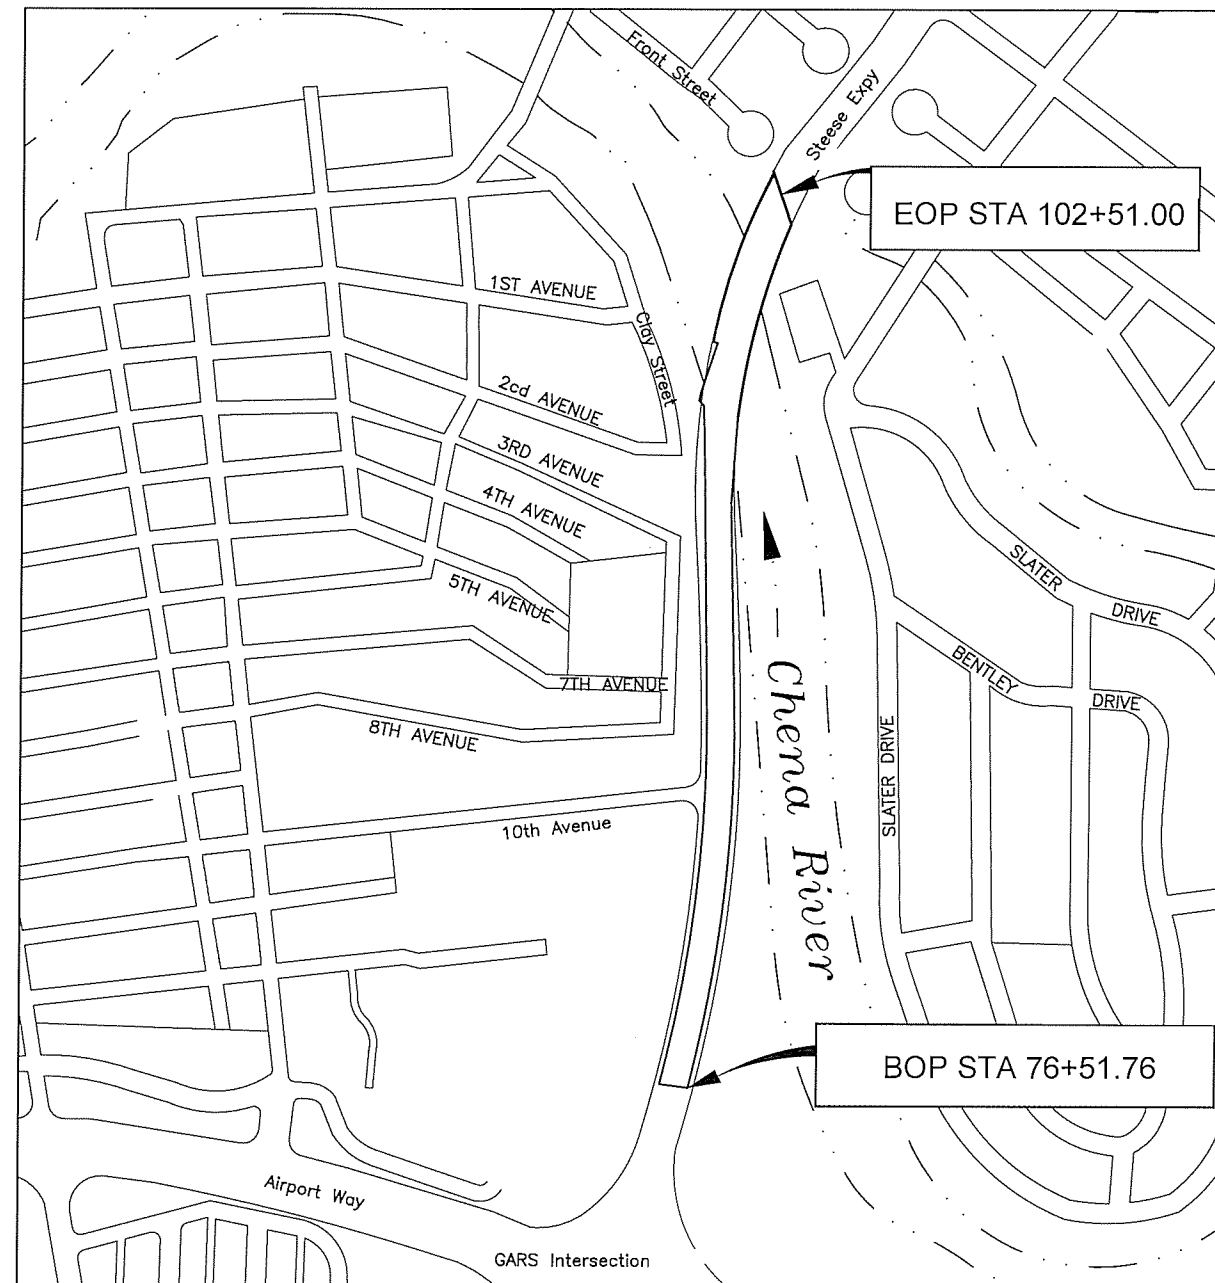 Front Street
Steese Expy
EOP STA 102+51.00
1ST AVENUE
Clay Street
2cd AVENUE
3RD AVENUE
4TH AVENUE
5TH AVENUE
7TH AVENUE
8TH AVENUE
10th Avenue
Chena River
SLATER DRIVE
BENTLEY DRIVE
SLATER DRIVE
BOP STA 76+51.76
Airport Way
GARS Intersection